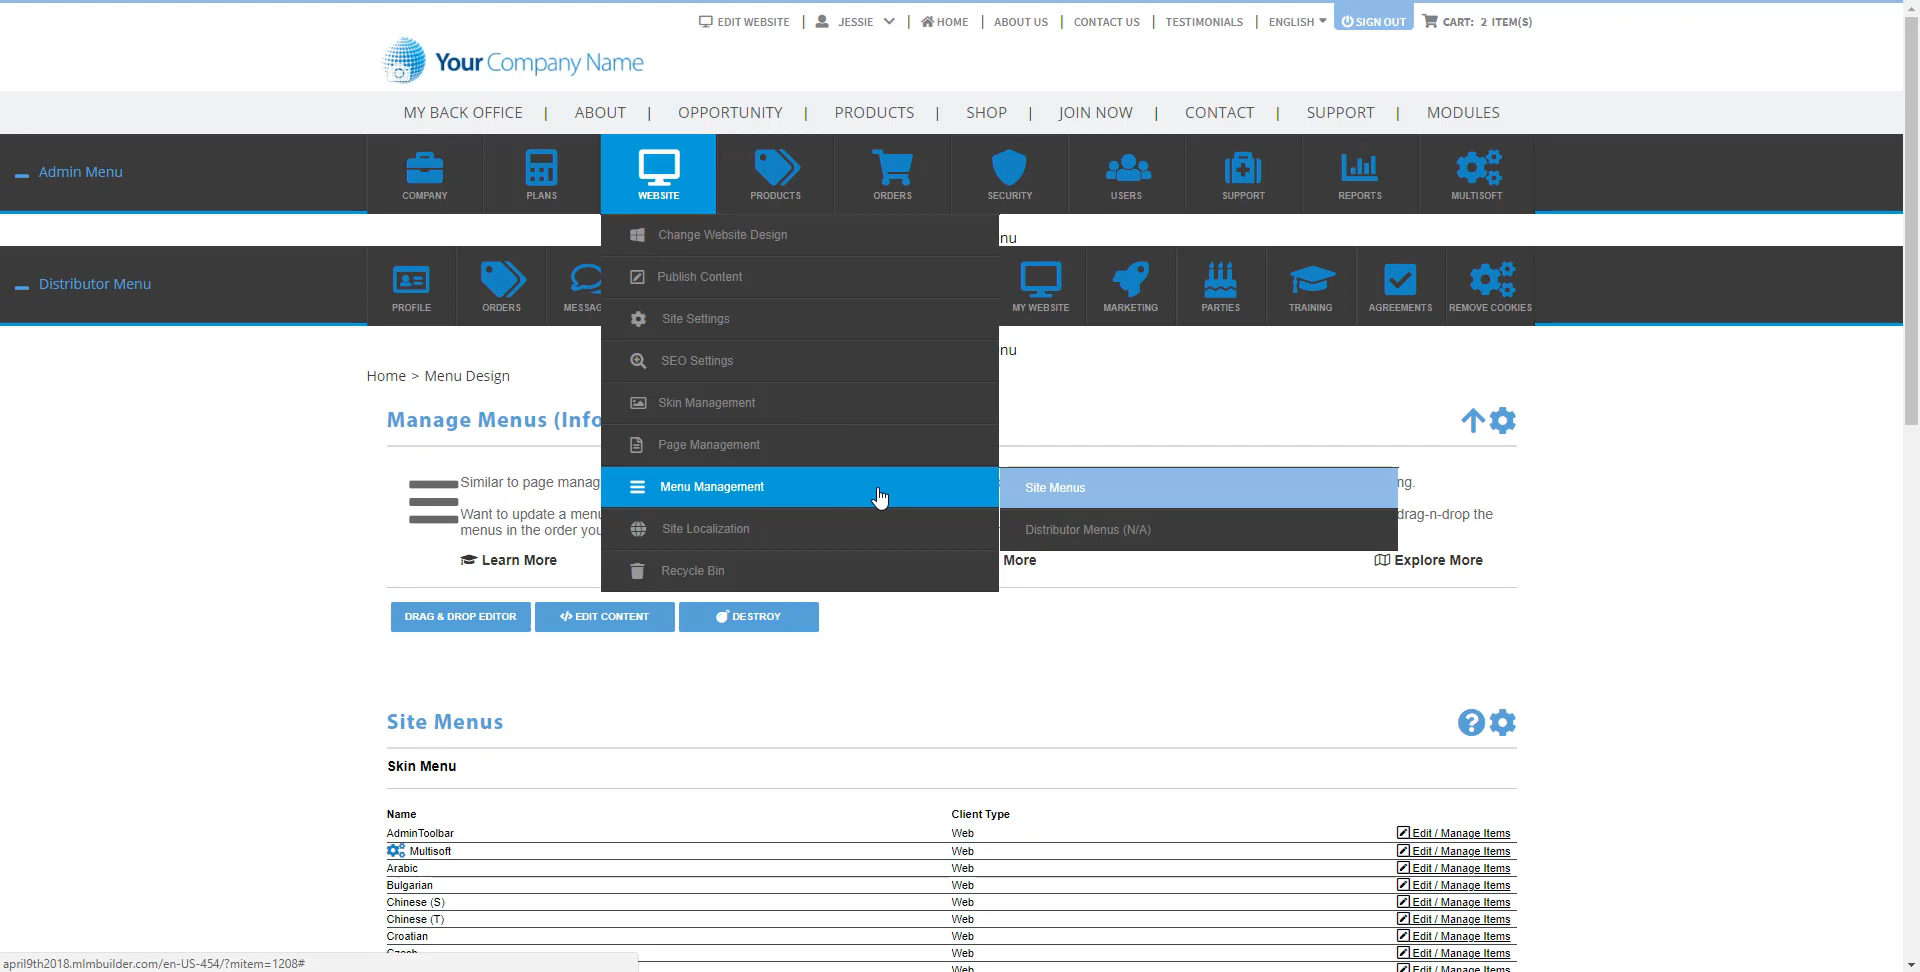 EDIT WEBSITE | JESSIE | HOME | ABOUT US | CONTACT US | TESTIMONIALS | ENGLISH SIGN OUT CART: 2 ITEM(S)
Your Company Name
MY BACK OFFICE | ABOUT | OPPORTUNITY | PRODUCTS | SHOP | JOIN NOW | CONTACT | SUPPORT | MODULES
Admin Menu
COMPANY PLANS WEBSITE PRODUCTS ORDERS SECURITY USERS SUPPORT REPORTS MULTISOFT
Change Website Design
nu
Publish Content
Distributor Menu
PROFILE ORDERS MESSAG MY WEBSITE MARKETING PARTIES TRAINING AGREEMENTS REMOVE COOKIES
Site Settings
nu
SEO Settings
Home > Menu Design
Skin Management
Manage Menus (Info
Page Management
Similar to page manag
Menu Management
Site Menus
ng.
Want to update a menu
drag-n-drop the
menus in the order you
Site Localization
Distributor Menus (N/A)
Learn More
More
Explore More
Recycle Bin
DRAG & DROP EDITOR </> EDIT CONTENT DESTROY
Site Menus
Skin Menu
Name Client Type
AdminToolbar Web Edit / Manage Items
Multisoft Web Edit / Manage Items
Arabic Web Edit / Manage Items
Bulgarian Web Edit / Manage Items
Chinese (S) Web Edit / Manage Items
Chinese (T) Web Edit / Manage Items
Croatian Web Edit / Manage Items
Czech Web Edit / Manage Items
Web Edit / Manage Items
april9th2018.mlmbuilder.com/en-US-454/?mitem=1208#